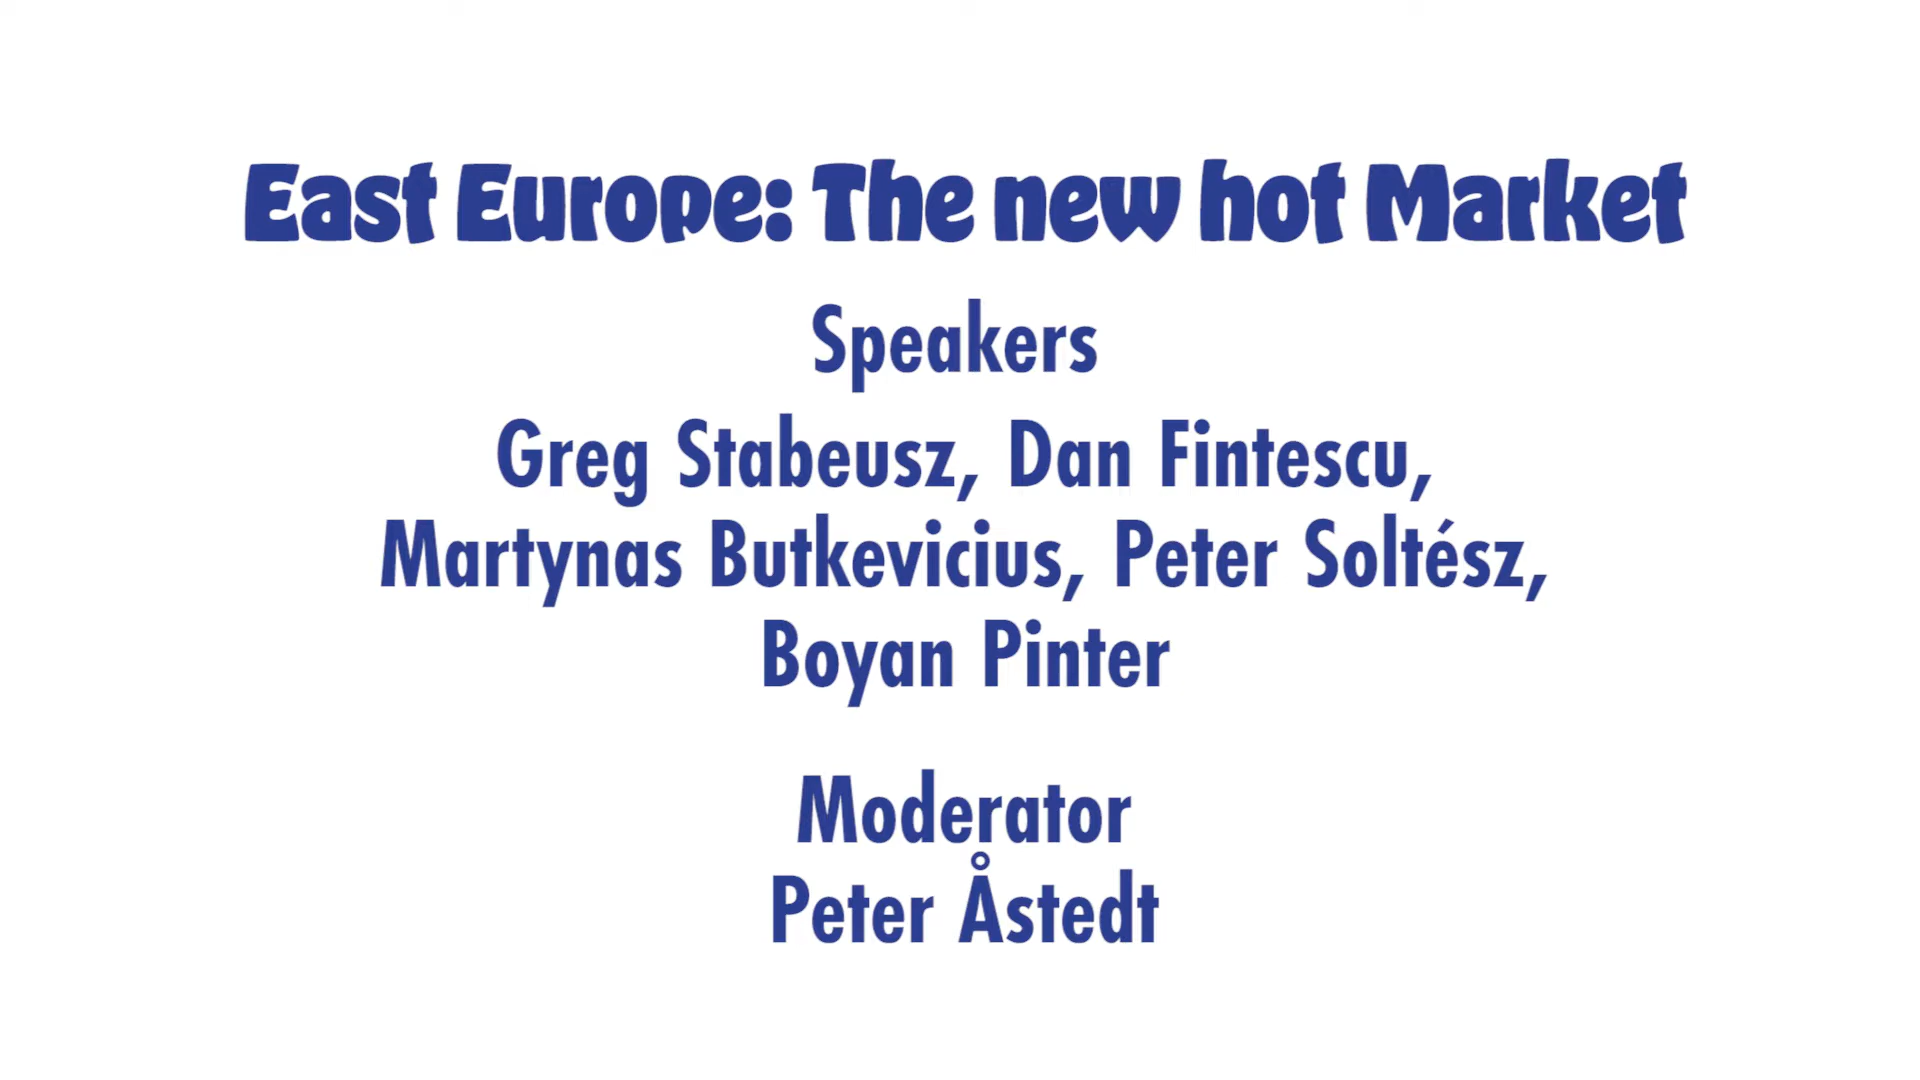 East Europe: The new hot Market
Speakers
Greg Stabeusz, Dan Fintescu,
Martynas Butkevicius, Peter Soltész,
Boyan Pinter
Moderator
Peter Åstedt